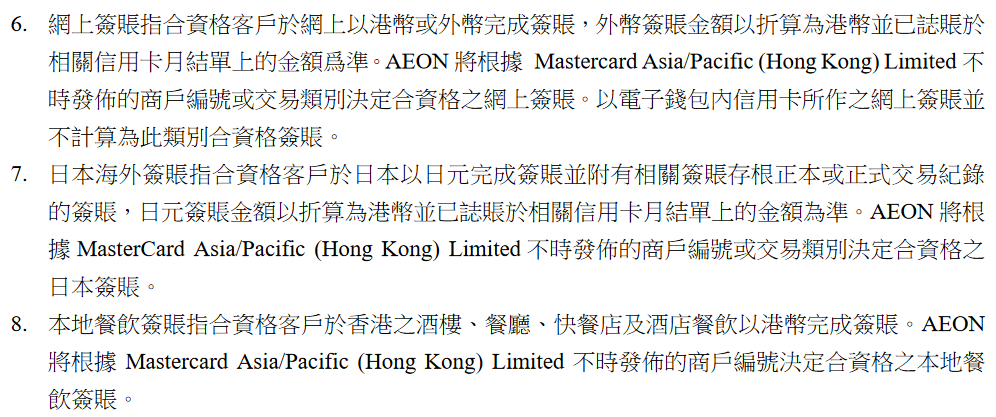 6. 網上簽賬指合資格客戶於網上以港幣或外幣完成簽賬，外幣簽賬金額以折算為港幣並已誌賬於
相關信用卡月結單上的金額爲準。AEON 將根據 Mastercard Asia/Pacific (Hong Kong) Limited 不
時發佈的商戶編號或交易類別決定合資格之網上簽賬。以電子錢包內信用卡所作之網上簽賬並
不計算為此類別合資格簽賬。
7. 日本海外簽賬指合資格客戶於日本以日元完成簽賬並附有相關簽賬存根正本或正式交易紀錄
的簽賬，日元簽賬金額以折算為港幣並已誌賬於相關信用卡月結單上的金額為準。AEON 將根
據 MasterCard Asia/Pacific (Hong Kong) Limited 不時發佈的商戶編號或交易類別決定合資格之
日本簽賬。
8. 本地餐飲簽賬指合資格客戶於香港之酒樓、餐廳、快餐店及酒店餐飲以港幣完成簽賬。AEON
將根據 Mastercard Asia/Pacific (Hong Kong) Limited 不時發佈的商戶編號決定合資格之本地餐
飲簽賬。